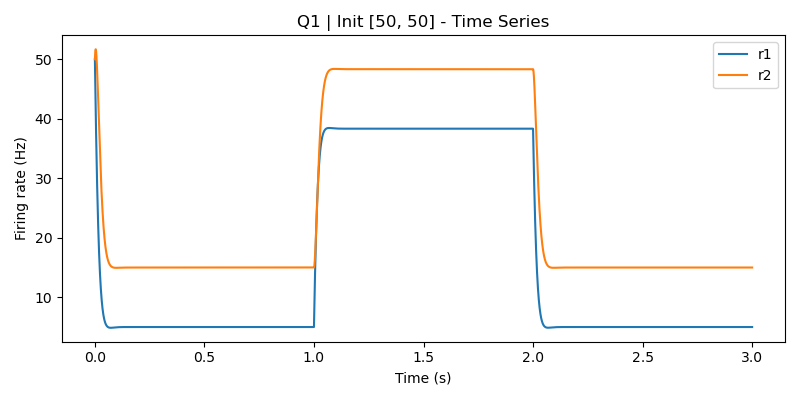 Q1 | Init [50, 50] - Time Series
r1
r2
Firing rate (Hz)
50
40
30
20
10
0.0 0.5 1.0 1.5 2.0 2.5 3.0
Time (s)